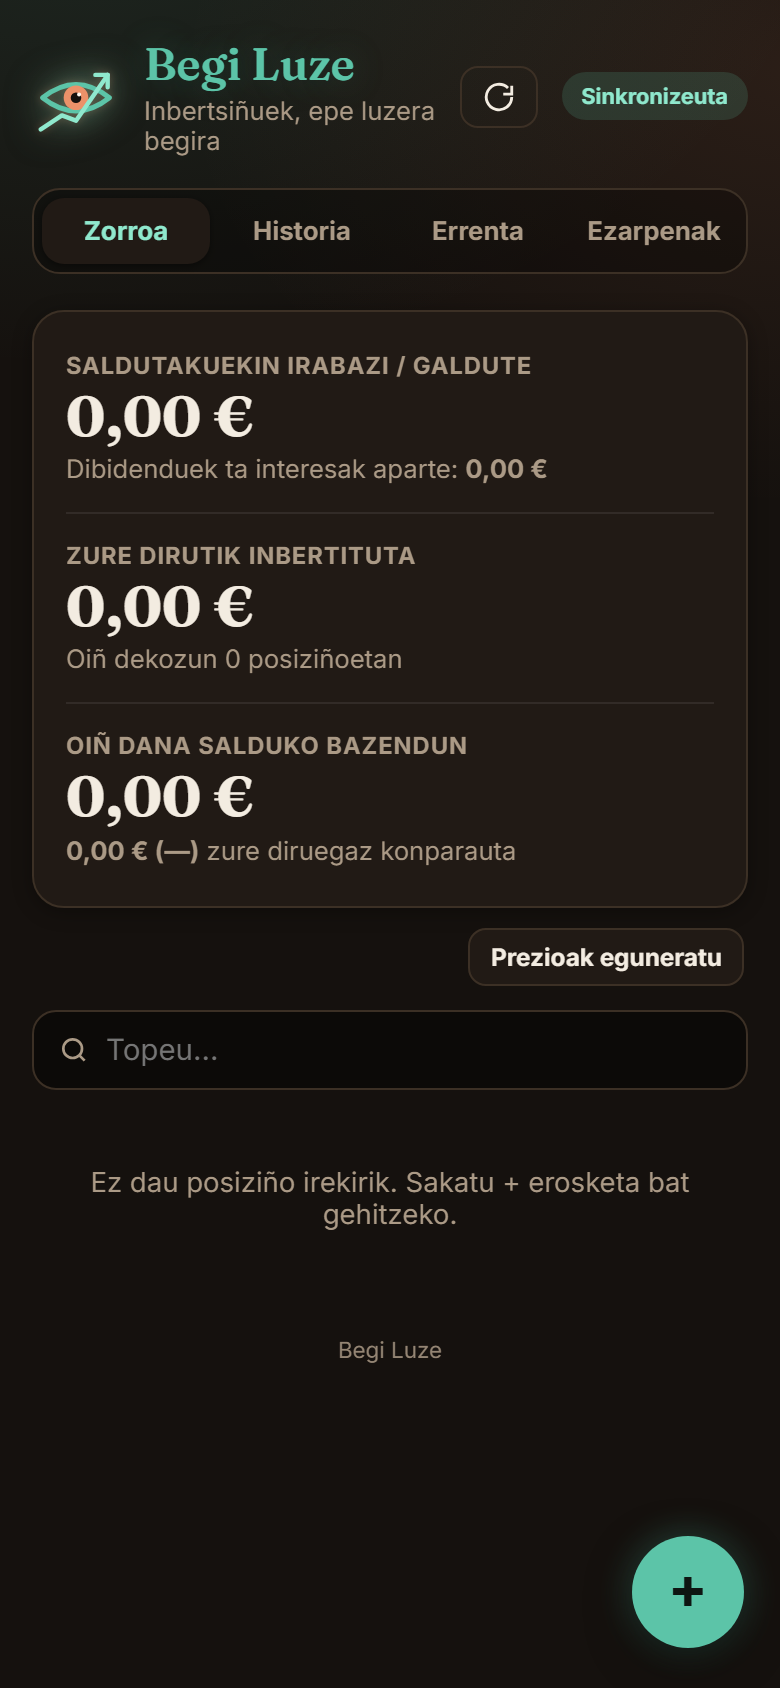 Begi Luze
Inbertsiñuek, epe luzera
begira
Sinkronizeuta
Zorroa
Historia
Errenta
Ezarpenak
SALDUTAKUEKIN IRABAZI / GALDUTE
0,00 €
Dibidenduek ta interesak aparte: 0,00 €
ZURE DIRUTIK INBERTITUTA
0,00 €
Oiñ dekozun 0 posiziñoetan
OIÑ DANA SALDUKO BAZENDUN
0,00 €
0,00 € (—) zure diruegaz konparauta
Prezioak eguneratu
Topeu...
Ez dau posiziño irekirik. Sakatu + erosketa bat
gehitzeko.
Begi Luze
+